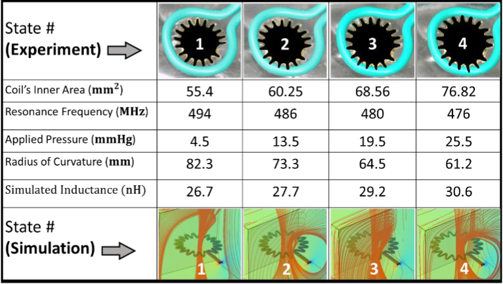 State #
(Experiment)
1 2 3 4
Coil's Inner Area (mm²) 55.4 60.25 68.56 76.82
Resonance Frequency (MHz) 494 486 480 476
Applied Pressure (mmHg) 4.5 13.5 19.5 25.5
Radius of Curvature (mm) 82.3 73.3 64.5 61.2
Simulated Inductance (nH) 26.7 27.7 29.2 30.6
State #
(Simulation)
1 2 3 4